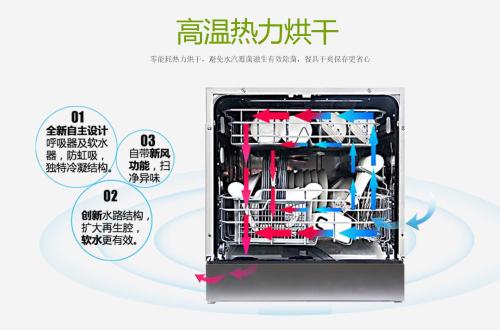 高温热力烘干
零能耗热力烘干，避免水汽霉菌滋生有效除菌，餐具干爽保存更省心
01
全新自主设计
呼吸器及软水
器，防虹吸，
独特冷凝结构。
03
自带新风
功能，扫
净异味
02
创新水路结构，
扩大再生腔，
软水更有效。